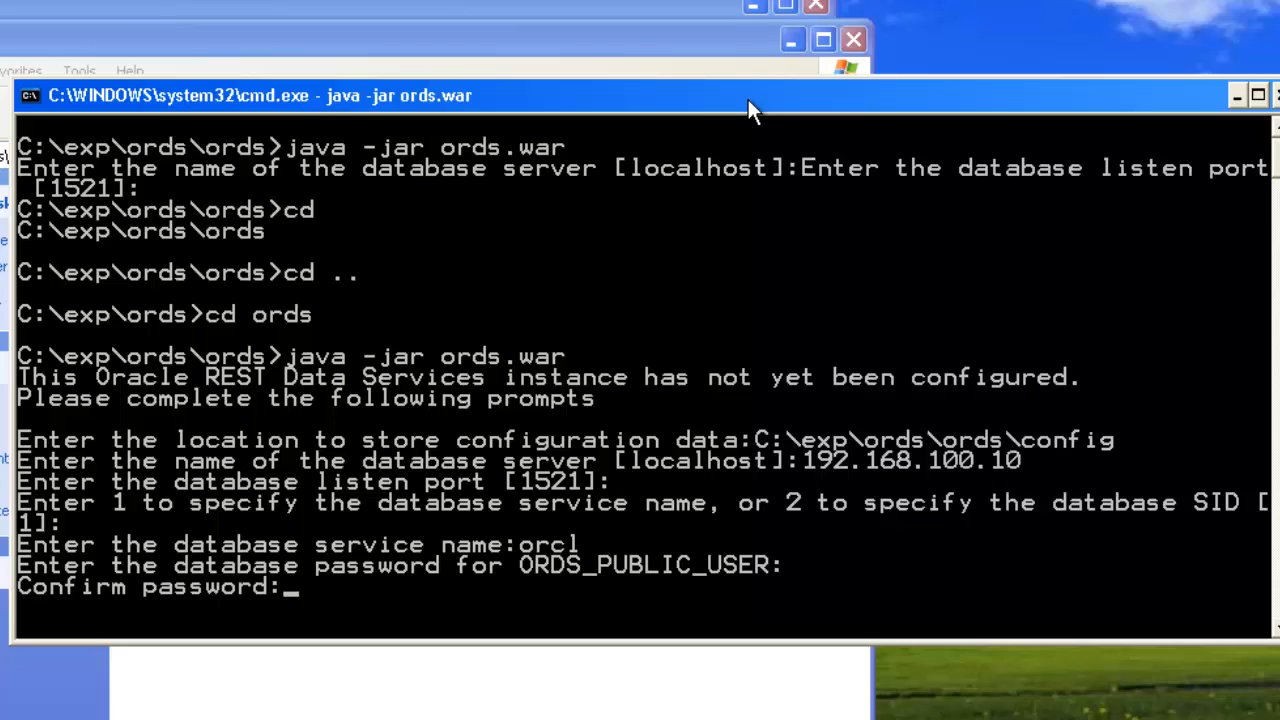 vorites Tools Help
C:\WINDOWS\system32\cmd.exe - java -jar ords.war
C:\exp\ords\ords>java -jar ords.war
Enter the name of the database server [localhost]:Enter the database listen port
[1521]:
C:\exp\ords\ords>cd
C:\exp\ords\ords
C:\exp\ords\ords>cd ..
C:\exp\ords>cd ords
C:\exp\ords\ords>java -jar ords.war
This Oracle REST Data Services instance has not yet been configured.
Please complete the following prompts
Enter the location to store configuration data:C:\exp\ords\ords\config
Enter the name of the database server [localhost]:192.168.100.10
Enter the database listen port [1521]:
Enter 1 to specify the database service name, or 2 to specify the database SID [
1]:
Enter the database service name:orcl
Enter the database password for ORDS_PUBLIC_USER:
Confirm password:_